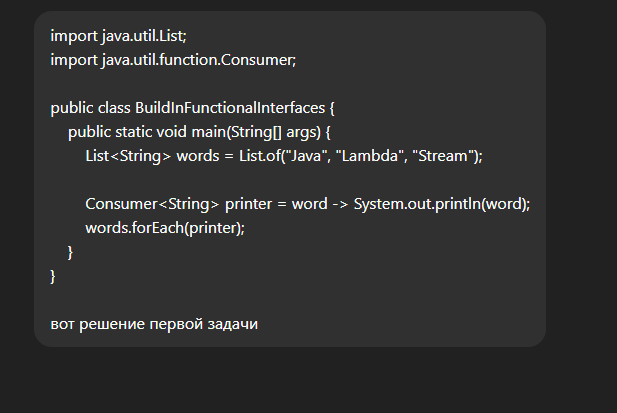 import java.util.List;
import java.util.function.Consumer;
public class BuildInFunctionalInterfaces {
public static void main(String[] args) {
List<String> words = List.of("Java", "Lambda", "Stream");
Consumer<String> printer = word -> System.out.println(word);
words.forEach(printer);
}
}
вот решение первой задачи